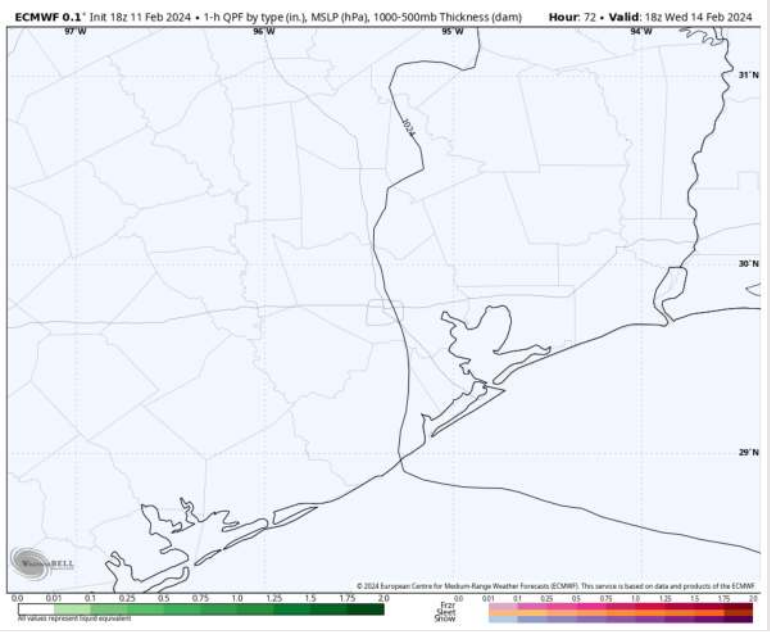 ECMWF 0.1° Init 18z 11 Feb 2024 • 1-h QPF by type (in.), MSLP (hPa), 1000-500mb Thickness (dam) Hour: 72 • Valid: 18z Wed 14 Feb 2024
97°W 96°W 95°W 94°W
31°N
1024
30°N
29°N
WeatherBELL
© 2024 European Centre for Medium-Range Weather Forecasts (ECMWF). This service is based on data and products of the ECMWF
0.0 0.01 0.1 0.25 0.5 0.75 1.0 1.25 1.5 1.75 2.0 0.0 0.01 0.1 0.25 0.5 0.75 1.0 1.25 1.5 1.75 2.0
All values represent liquid equivalent
Frzr
Sleet
Snow